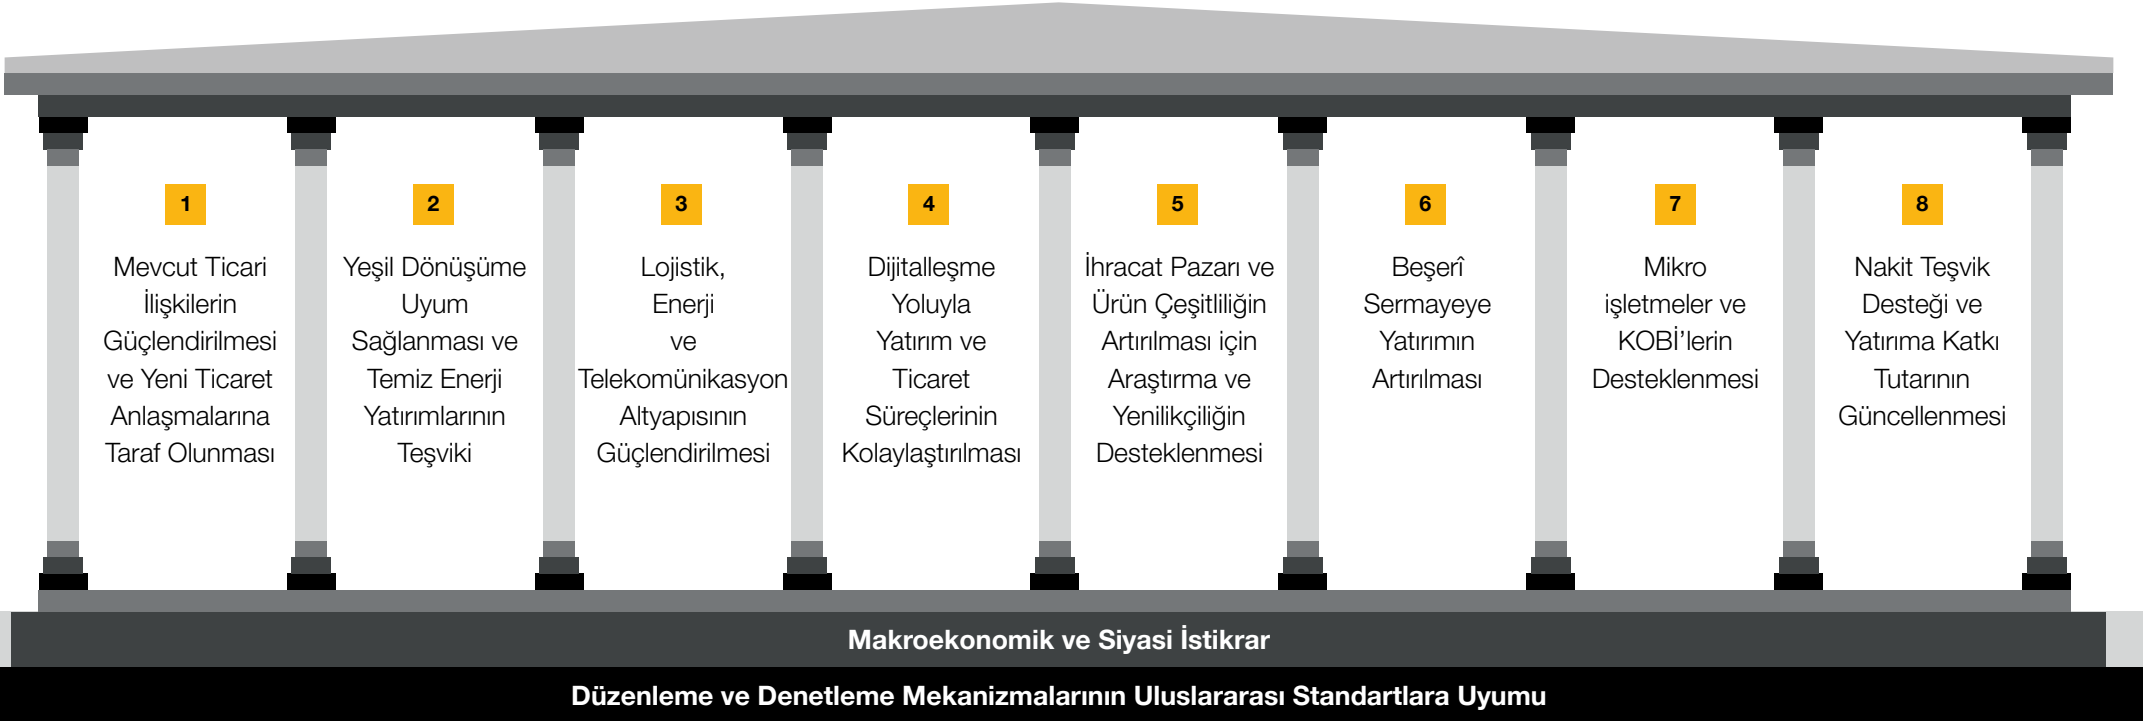 1
Mevcut Ticari
İlişkilerin
Güçlendirilmesi
ve Yeni Ticaret
Anlaşmalarına
Taraf Olunması
2
Yeşil Dönüşüme
Uyum
Sağlanması ve
Temiz Enerji
Yatırımlarının
Teşviki
3
Lojistik,
Enerji
ve
Telekomünikasyon
Altyapısının
Güçlendirilmesi
4
Dijitalleşme
Yoluyla
Yatırım ve
Ticaret
Süreçlerinin
Kolaylaştırılması
5
İhracat Pazarı ve
Ürün Çeşitliliğin
Artırılması için
Araştırma ve
Yenilikçiliğin
Desteklenmesi
6
Beşerî
Sermayeye
Yatırımın
Artırılması
7
Mikro
işletmeler ve
KOBİ’lerin
Desteklenmesi
8
Nakit Teşvik
Desteği ve
Yatırıma Katkı
Tutarının
Güncellenmesi
Makroekonomik ve Siyasi İstikrar
Düzenleme ve Denetleme Mekanizmalarının Uluslararası Standartlara Uyumu